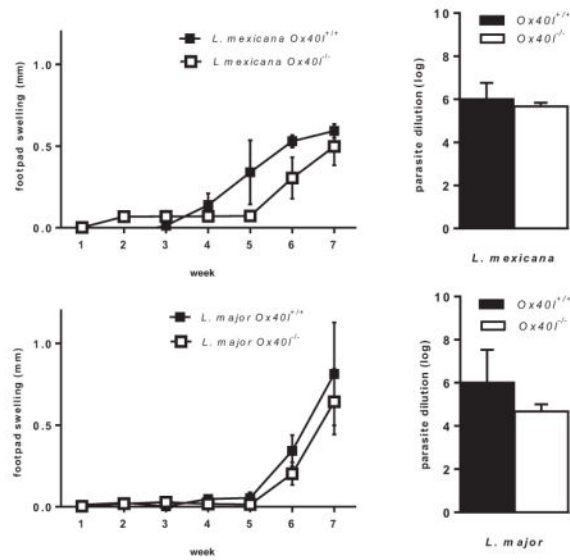 L. mexicana Ox40l+/+
L mexicana Ox40l-/-
footpad swelling (mm)
1.0
0.5
0.0
1 2 3 4 5 6 7
week
Ox40l+/+
Ox40l-/-
parasite dilution (log)
10
8
6
4
2
0
L. mexicana
L. major Ox40l+/+
L. major Ox40l-/-
footpad swelling (mm)
1.0
0.5
0.0
1 2 3 4 5 6 7
week
Ox40l+/+
Ox40l-/-
parasite dilution (log)
10
8
6
4
2
0
L. major